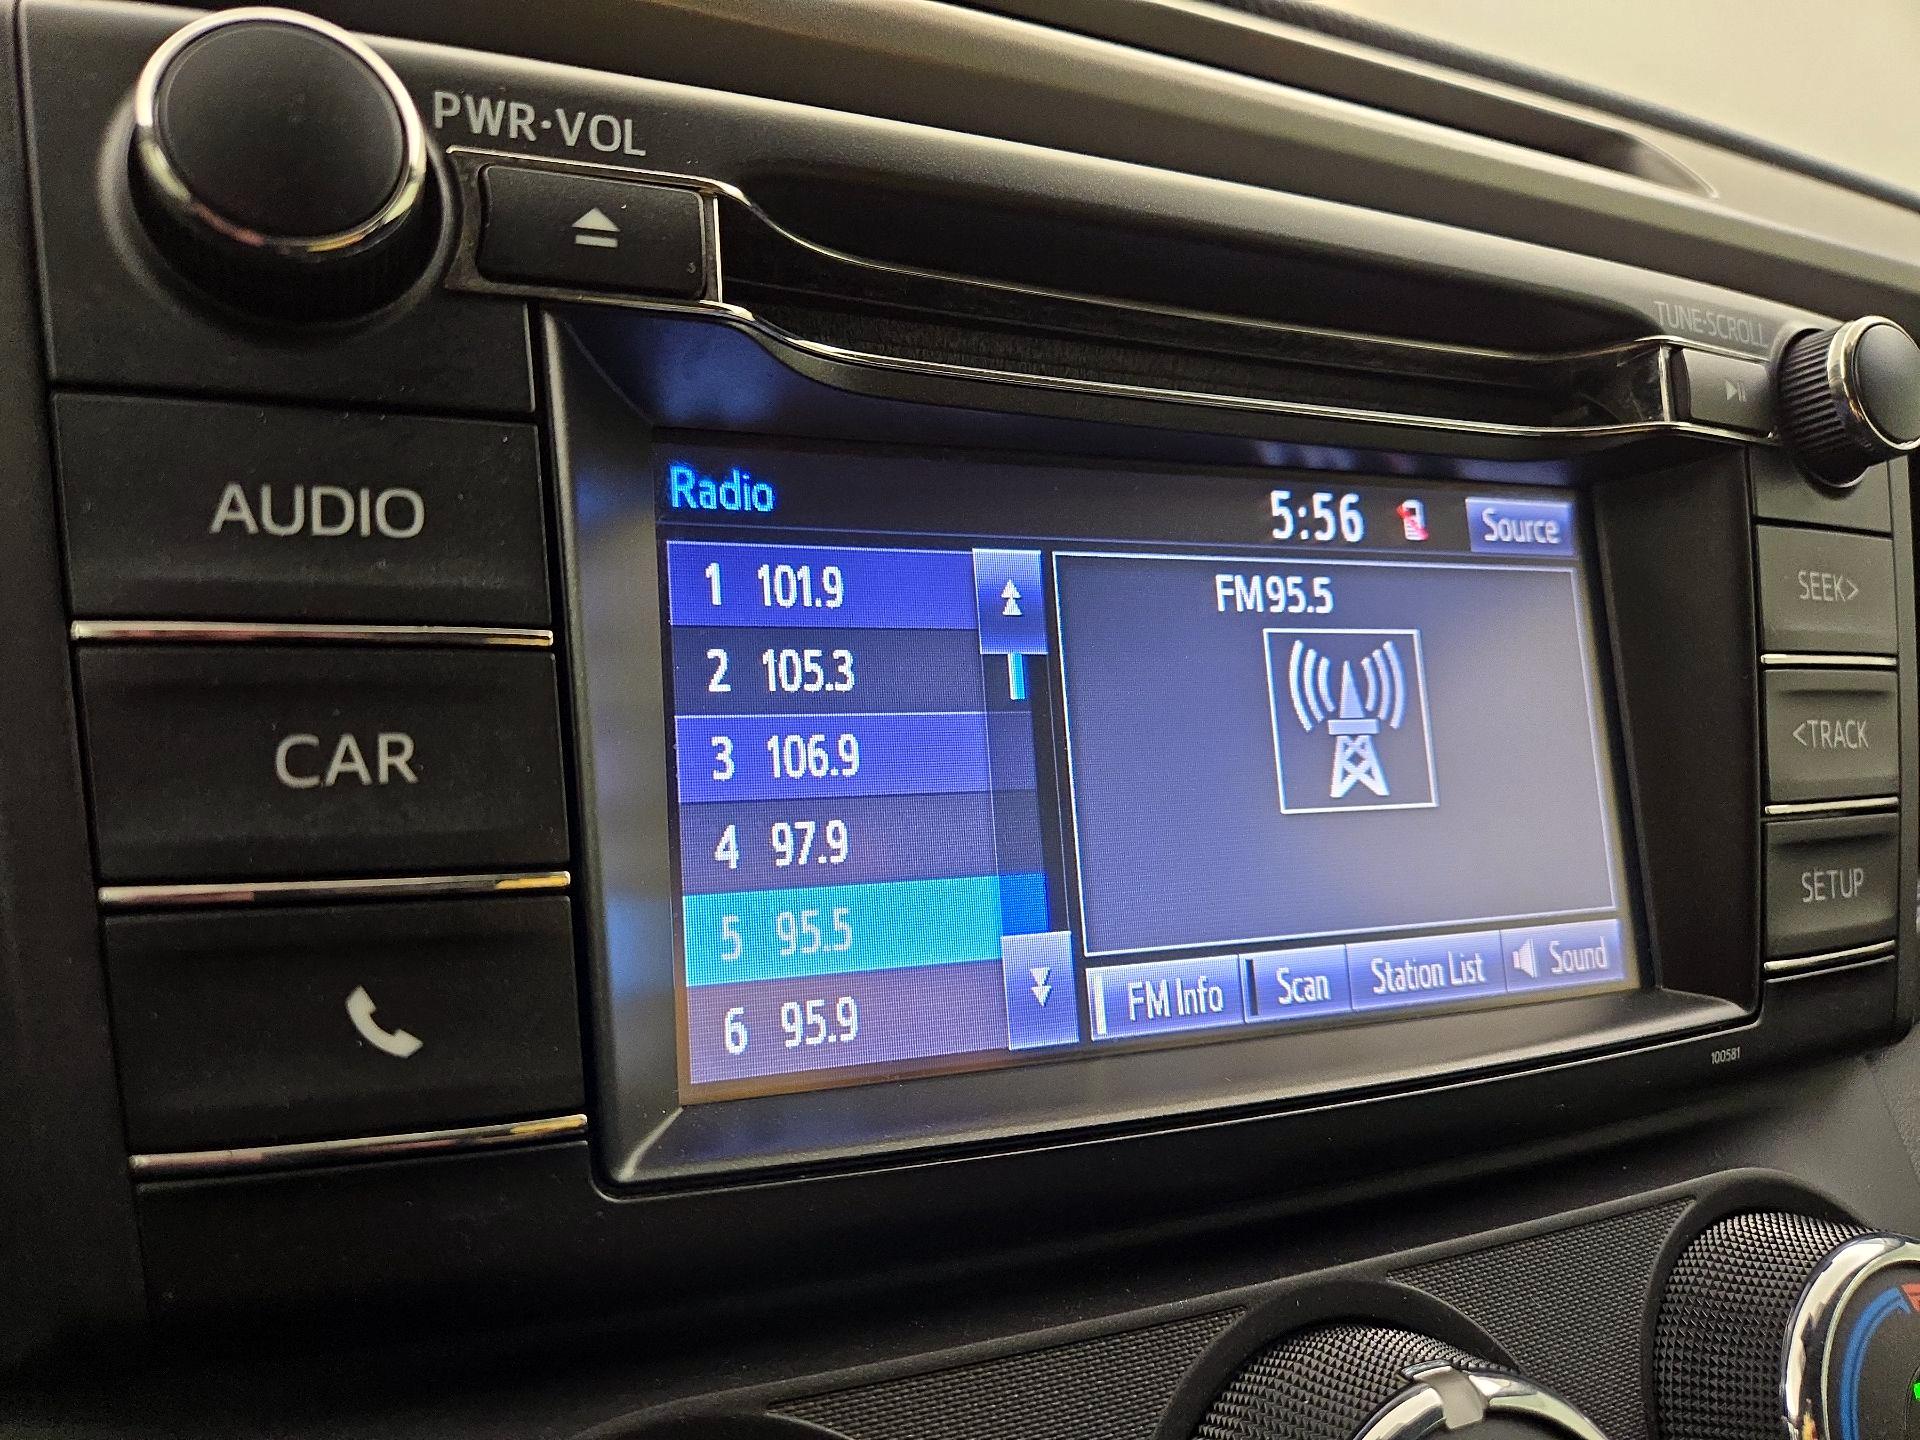 PWR·VOL
TUNE·SCROLL
AUDIO
CAR
Radio
5:56
Source
1 101.9
2 105.3
3 106.9
4 97.9
5 95.5
6 95.9
FM95.5
FM Info
Scan
Station List
Sound
SEEK>
<TRACK
SETUP
100581